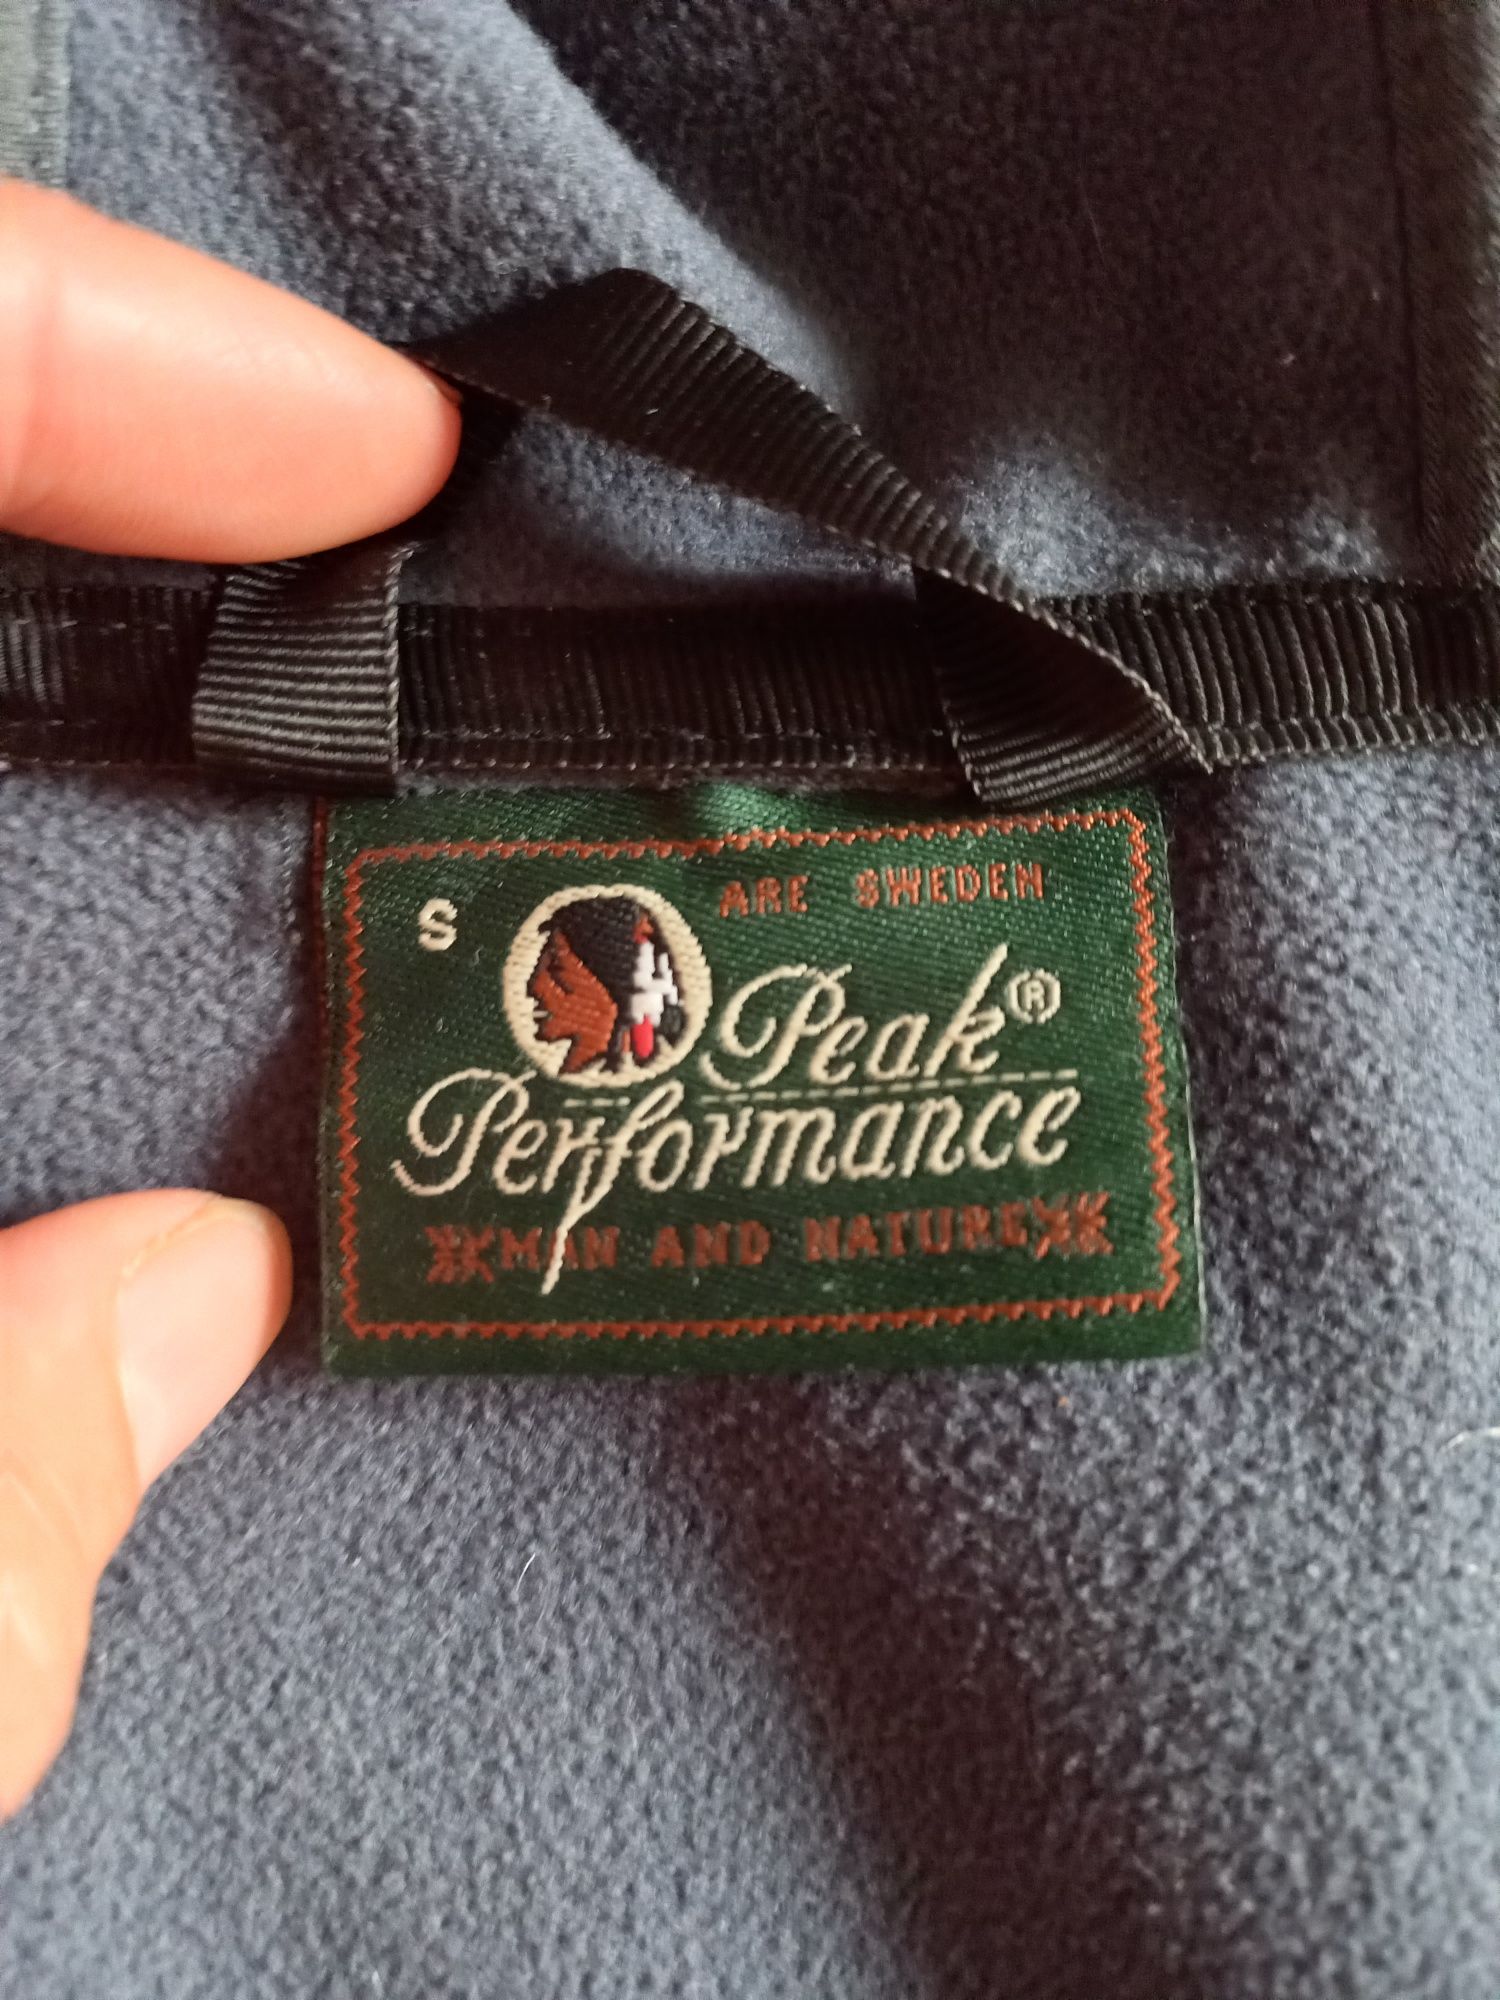 S
ARE SWEDEN
Peak®
Performance
MAN AND NATURE